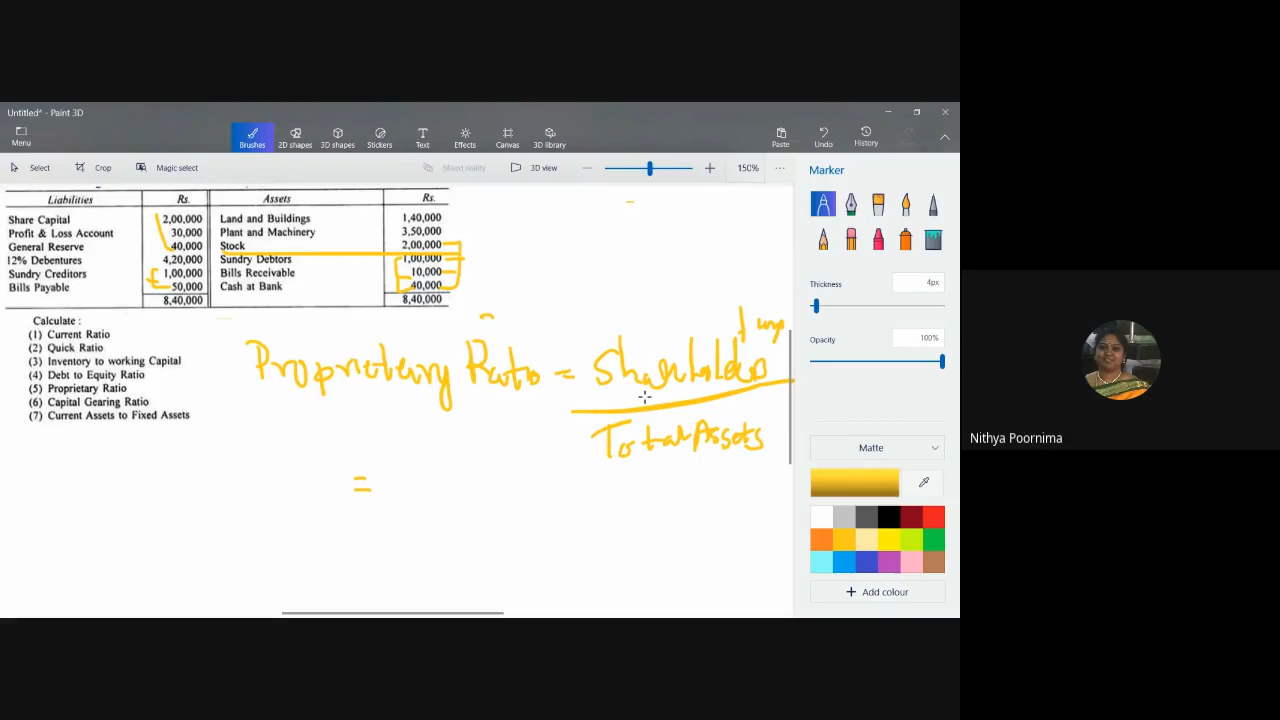 Untitled* - Paint 3D
Menu
Brushes 2D shapes 3D shapes Stickers Text Effects Canvas 3D library Paste Undo History
Select Crop Magic select Mixed reality 3D view 150%
Marker
Liabilities Rs. Assets Rs.
Share Capital 2,00,000 Land and Buildings 1,40,000
Profit & Loss Account 30,000 Plant and Machinery 3,50,000
General Reserve 40,000 Stock 2,00,000
12% Debentures 4,20,000 Sundry Debtors 1,00,000
Sundry Creditors 1,00,000 Bills Receivable 10,000
Bills Payable 50,000 Cash at Bank 40,000
8,40,000 8,40,000
Calculate :
(1) Current Ratio
(2) Quick Ratio
(3) Inventory to working Capital
(4) Debt to Equity Ratio
(5) Proprietary Ratio
(6) Capital Gearing Ratio
(7) Current Assets to Fixed Assets
Proprietary Ratio = Shareholders
Total Assets
=
Thickness 4px
Opacity 100%
Matte
Add colour
Nithya Poornima